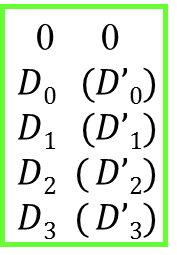 0 0
D₀ (D’₀)
D₁ (D’₁)
D₂ ( D’₂)
D₃ ( D’₃)